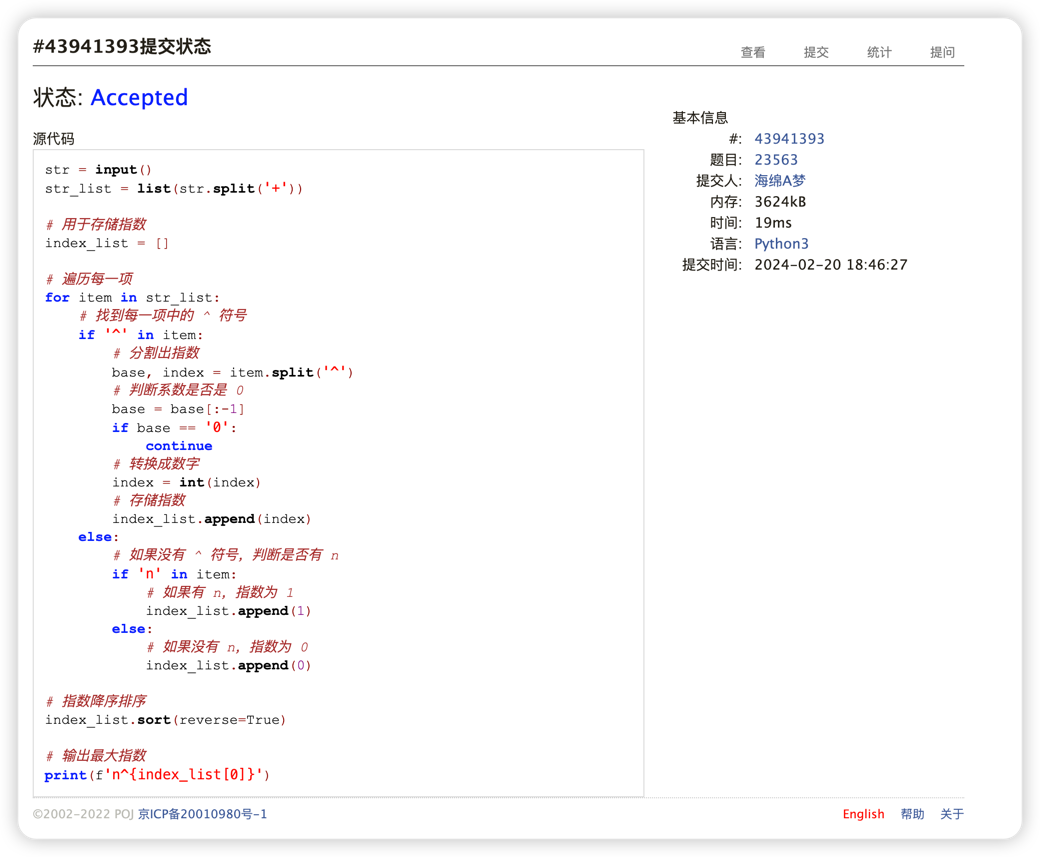 #43941393提交状态
查看 提交 统计 提问
状态: Accepted
源代码
str = input()
str_list = list(str.split('+'))
# 用于存储指数
index_list = []
# 遍历每一项
for item in str_list:
# 找到每一项中的 ^ 符号
if '^' in item:
# 分割出指数
base, index = item.split('^')
# 判断系数是否是 0
base = base[:-1]
if base == '0':
continue
# 转换成数字
index = int(index)
# 存储指数
index_list.append(index)
else:
# 如果没有 ^ 符号，判断是否有 n
if 'n' in item:
# 如果有 n，指数为 1
index_list.append(1)
else:
# 如果没有 n，指数为 0
index_list.append(0)
# 指数降序排序
index_list.sort(reverse=True)
# 输出最大指数
print(f'n^{index_list[0]}')
基本信息
#: 43941393
题目: 23563
提交人: 海绵A梦
内存: 3624kB
时间: 19ms
语言: Python3
提交时间: 2024-02-20 18:46:27
©2002-2022 POJ 京ICP备20010980号-1
English 帮助 关于